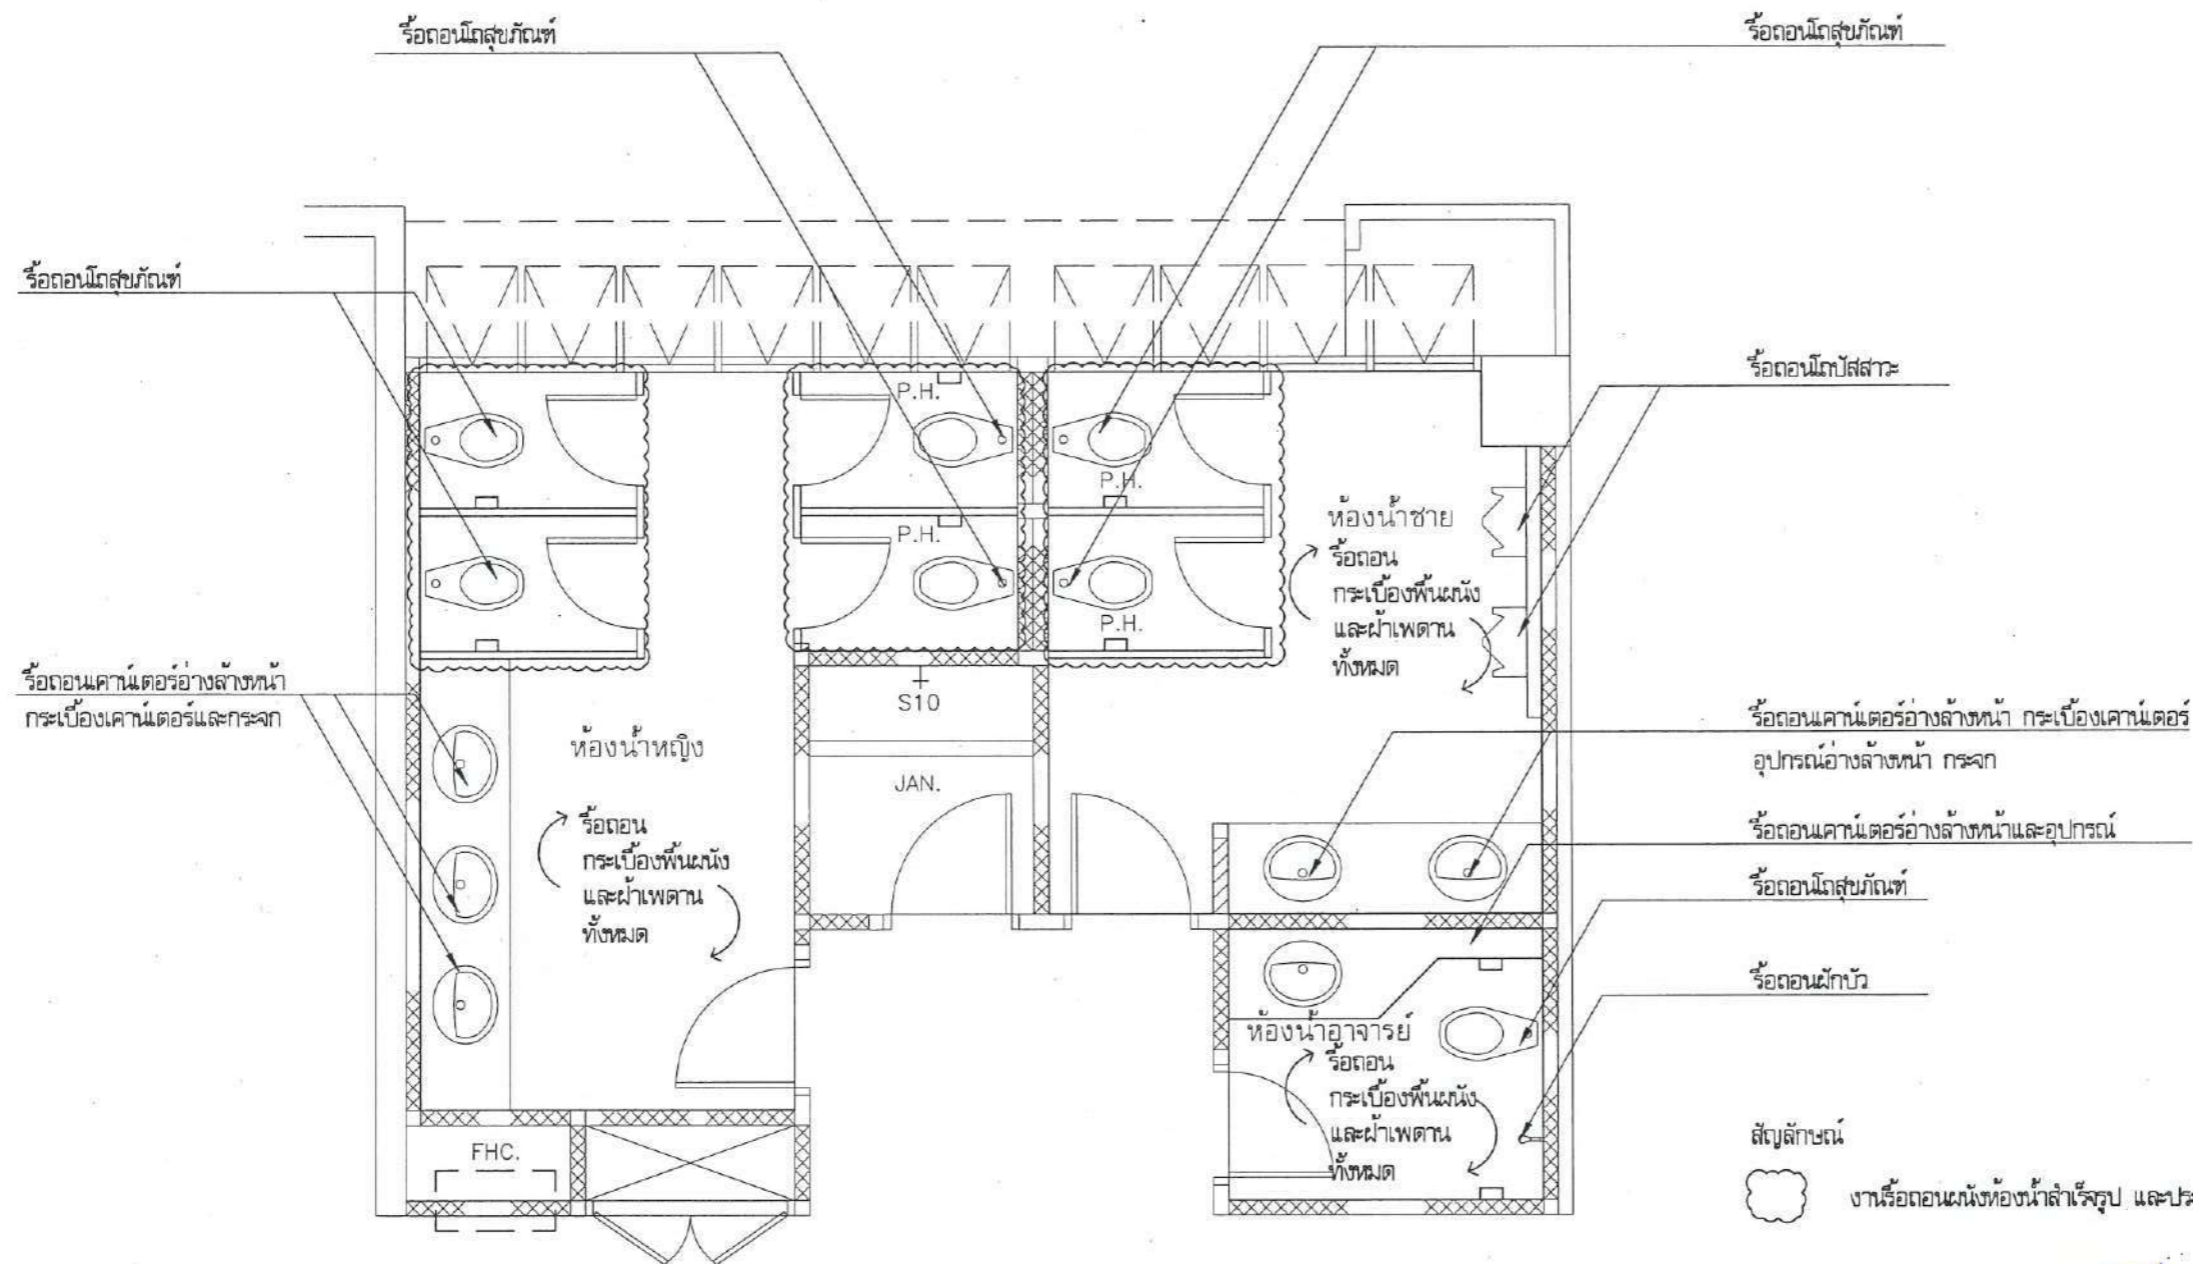 รื้อถอนโถสุขภัณฑ์
รื้อถอนโถสุขภัณฑ์
รื้อถอนโถสุขภัณฑ์
รื้อถอนโถปัสสาวะ
P.H.
P.H.
P.H.
P.H.
ห้องน้ำชาย
รื้อถอน
กระเบื้องพื้นผนัง
และฝ้าเพดาน
ทั้งหมด
รื้อถอนเคาน์เตอร์อ่างล้างหน้า
กระเบื้องเคาน์เตอร์และกระจก
S10
ห้องน้ำหญิง
JAN.
รื้อถอน
กระเบื้องพื้นผนัง
และฝ้าเพดาน
ทั้งหมด
รื้อถอนเคาน์เตอร์อ่างล้างหน้า กระเบื้องเคาน์เตอร์
อุปกรณ์อ่างล้างหน้า กระจก
รื้อถอนเคาน์เตอร์อ่างล้างหน้าและอุปกรณ์
รื้อถอนโถสุขภัณฑ์
รื้อถอนฝักบัว
ห้องน้ำอาจารย์
รื้อถอน
กระเบื้องพื้นผนัง
และฝ้าเพดาน
ทั้งหมด
FHC.
สัญลักษณ์
งานรื้อถอนผนังห้องน้ำสำเร็จรูป